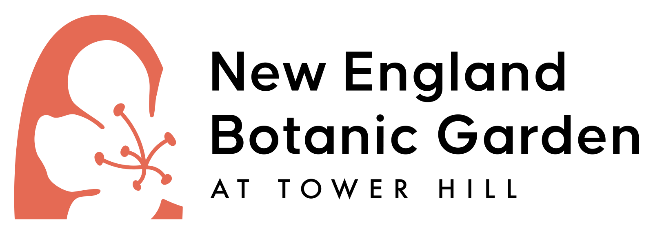 New England
Botanic Garden
AT TOWER HILL